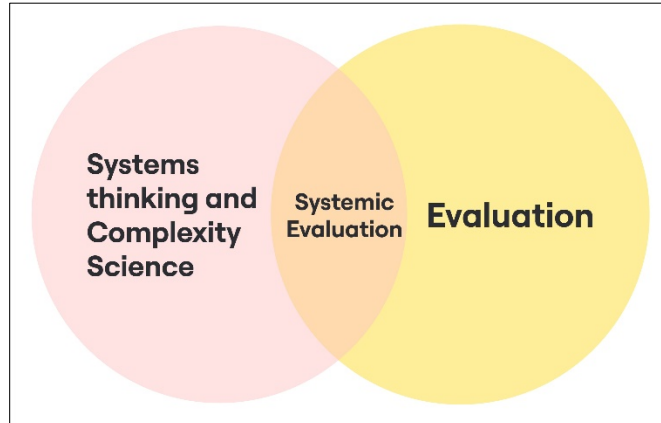 Systems
thinking and
Complexity
Science
Systemic
Evaluation
Evaluation